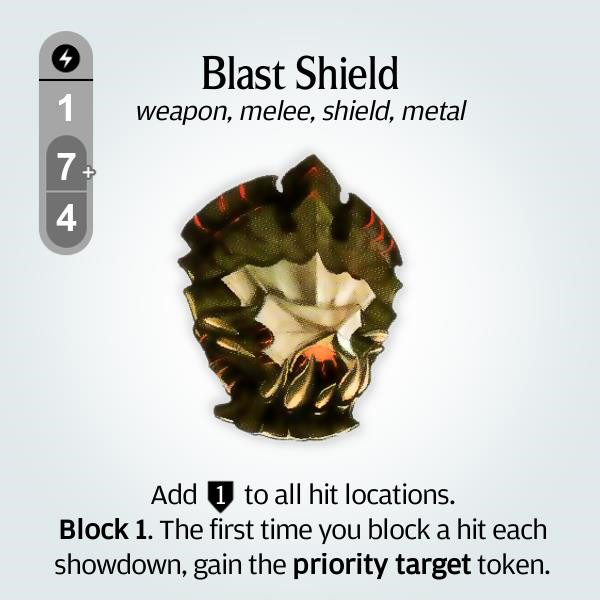 Blast Shield
weapon, melee, shield, metal
1
7+
4
Add 1 to all hit locations.
Block 1. The first time you block a hit each
showdown, gain the priority target token.